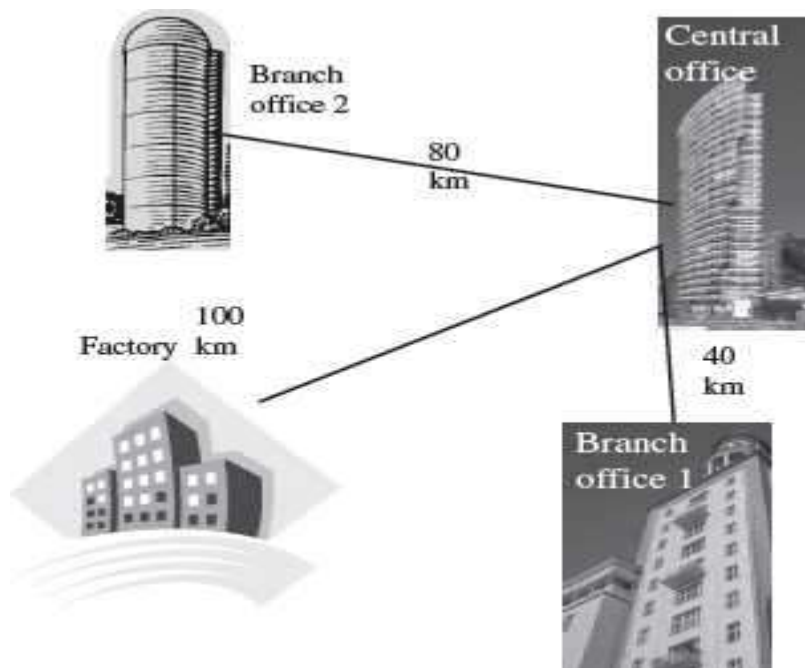 Central
office
Branch
office 2
80
km
100
Factory km
40
km
Branch
office 1